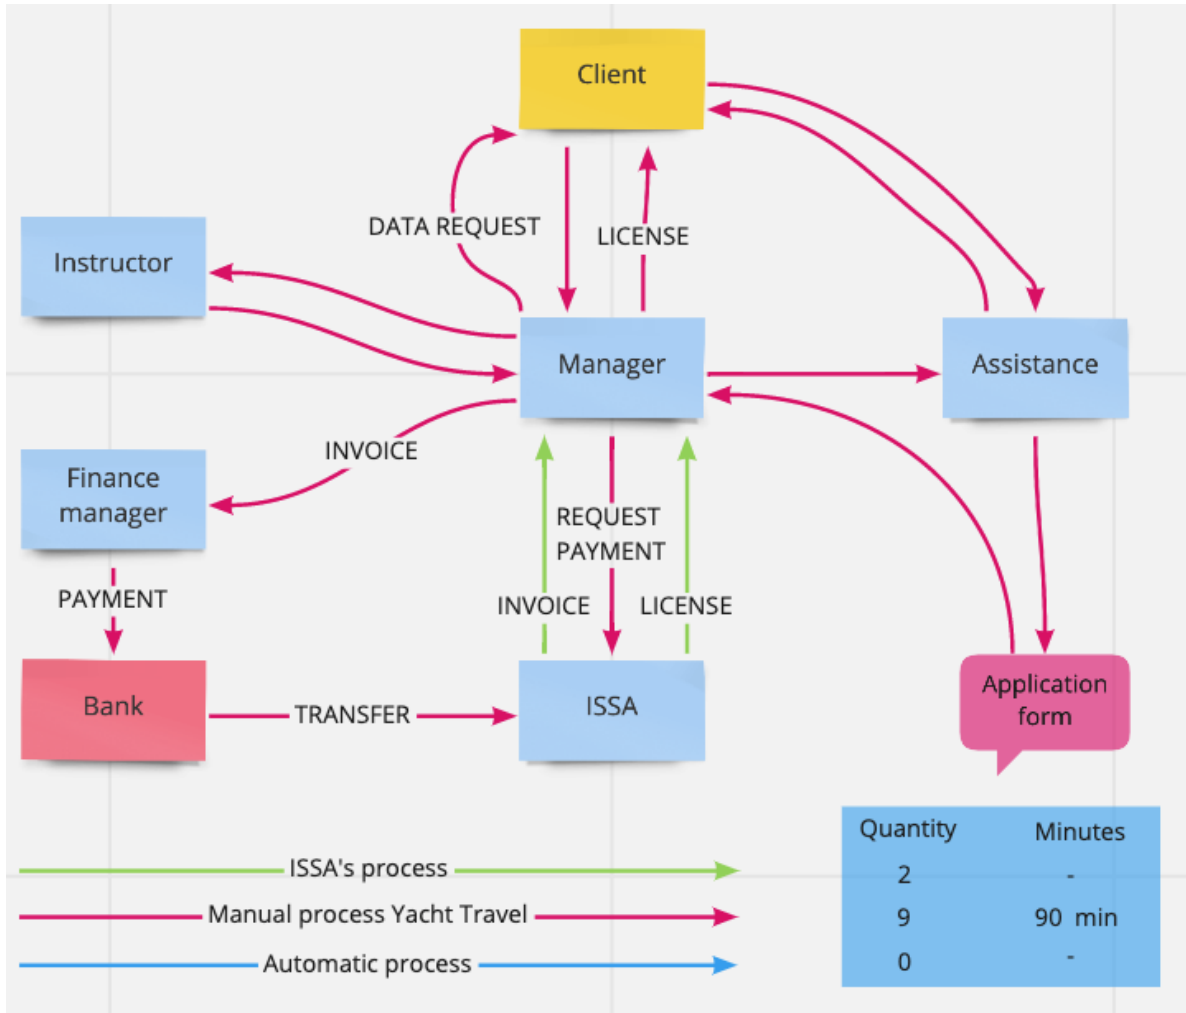 Client
DATA REQUEST
LICENSE
Instructor
Manager
Assistance
INVOICE
Finance
manager
REQUEST
PAYMENT
PAYMENT
INVOICE
LICENSE
Bank
TRANSFER
ISSA
Application
form
Quantity Minutes
2 -
9 90 min
0 -
ISSA's process
Manual process Yacht Travel
Automatic process